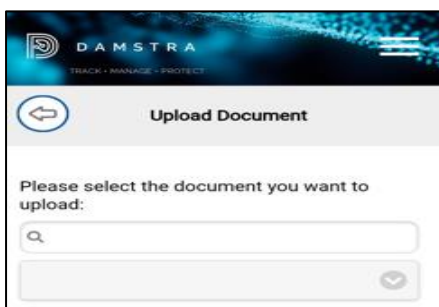 DAMSTRA
TRACK • MANAGE • PROTECT
Upload Document
Please select the document you want to
upload: